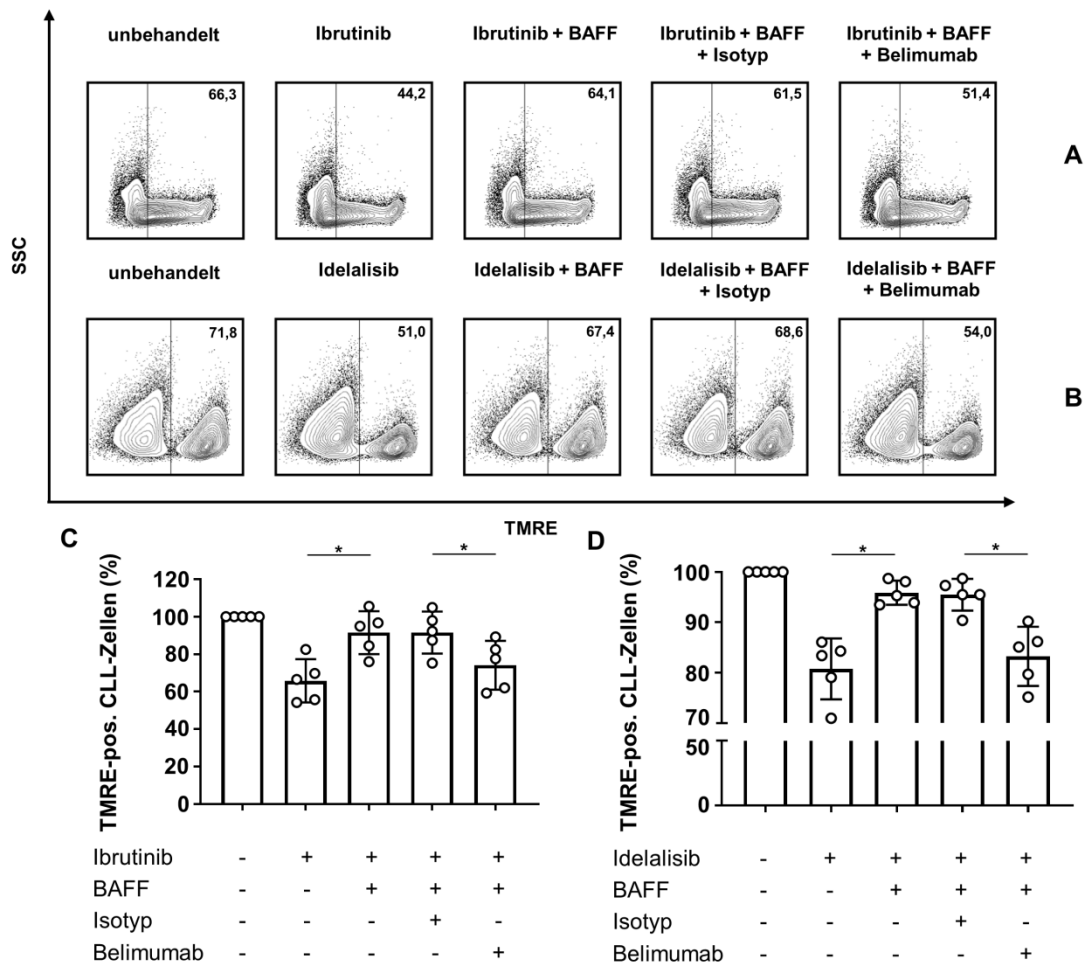 unbehandelt Ibrutinib Ibrutinib + BAFF Ibrutinib + BAFF Ibrutinib + BAFF
+ Isotyp + Belimumab
66,3 44,2 64,1 61,5 51,4
A
SSC
unbehandelt Idelalisib Idelalisib + BAFF Idelalisib + BAFF Idelalisib + BAFF
+ Isotyp + Belimumab
71,8 51,0 67,4 68,6 54,0
B
TMRE
C
TMRE-pos. CLL-Zellen (%)
* *
120
100
80
60
40
20
0
Ibrutinib - + + + +
BAFF - - + + +
Isotyp - - - + -
Belimumab - - - - +
D
TMRE-pos. CLL-Zellen (%)
* *
100
90
80
70
50
0
Idelalisib - + + + +
BAFF - - + + +
Isotyp - - - + -
Belimumab - - - - +